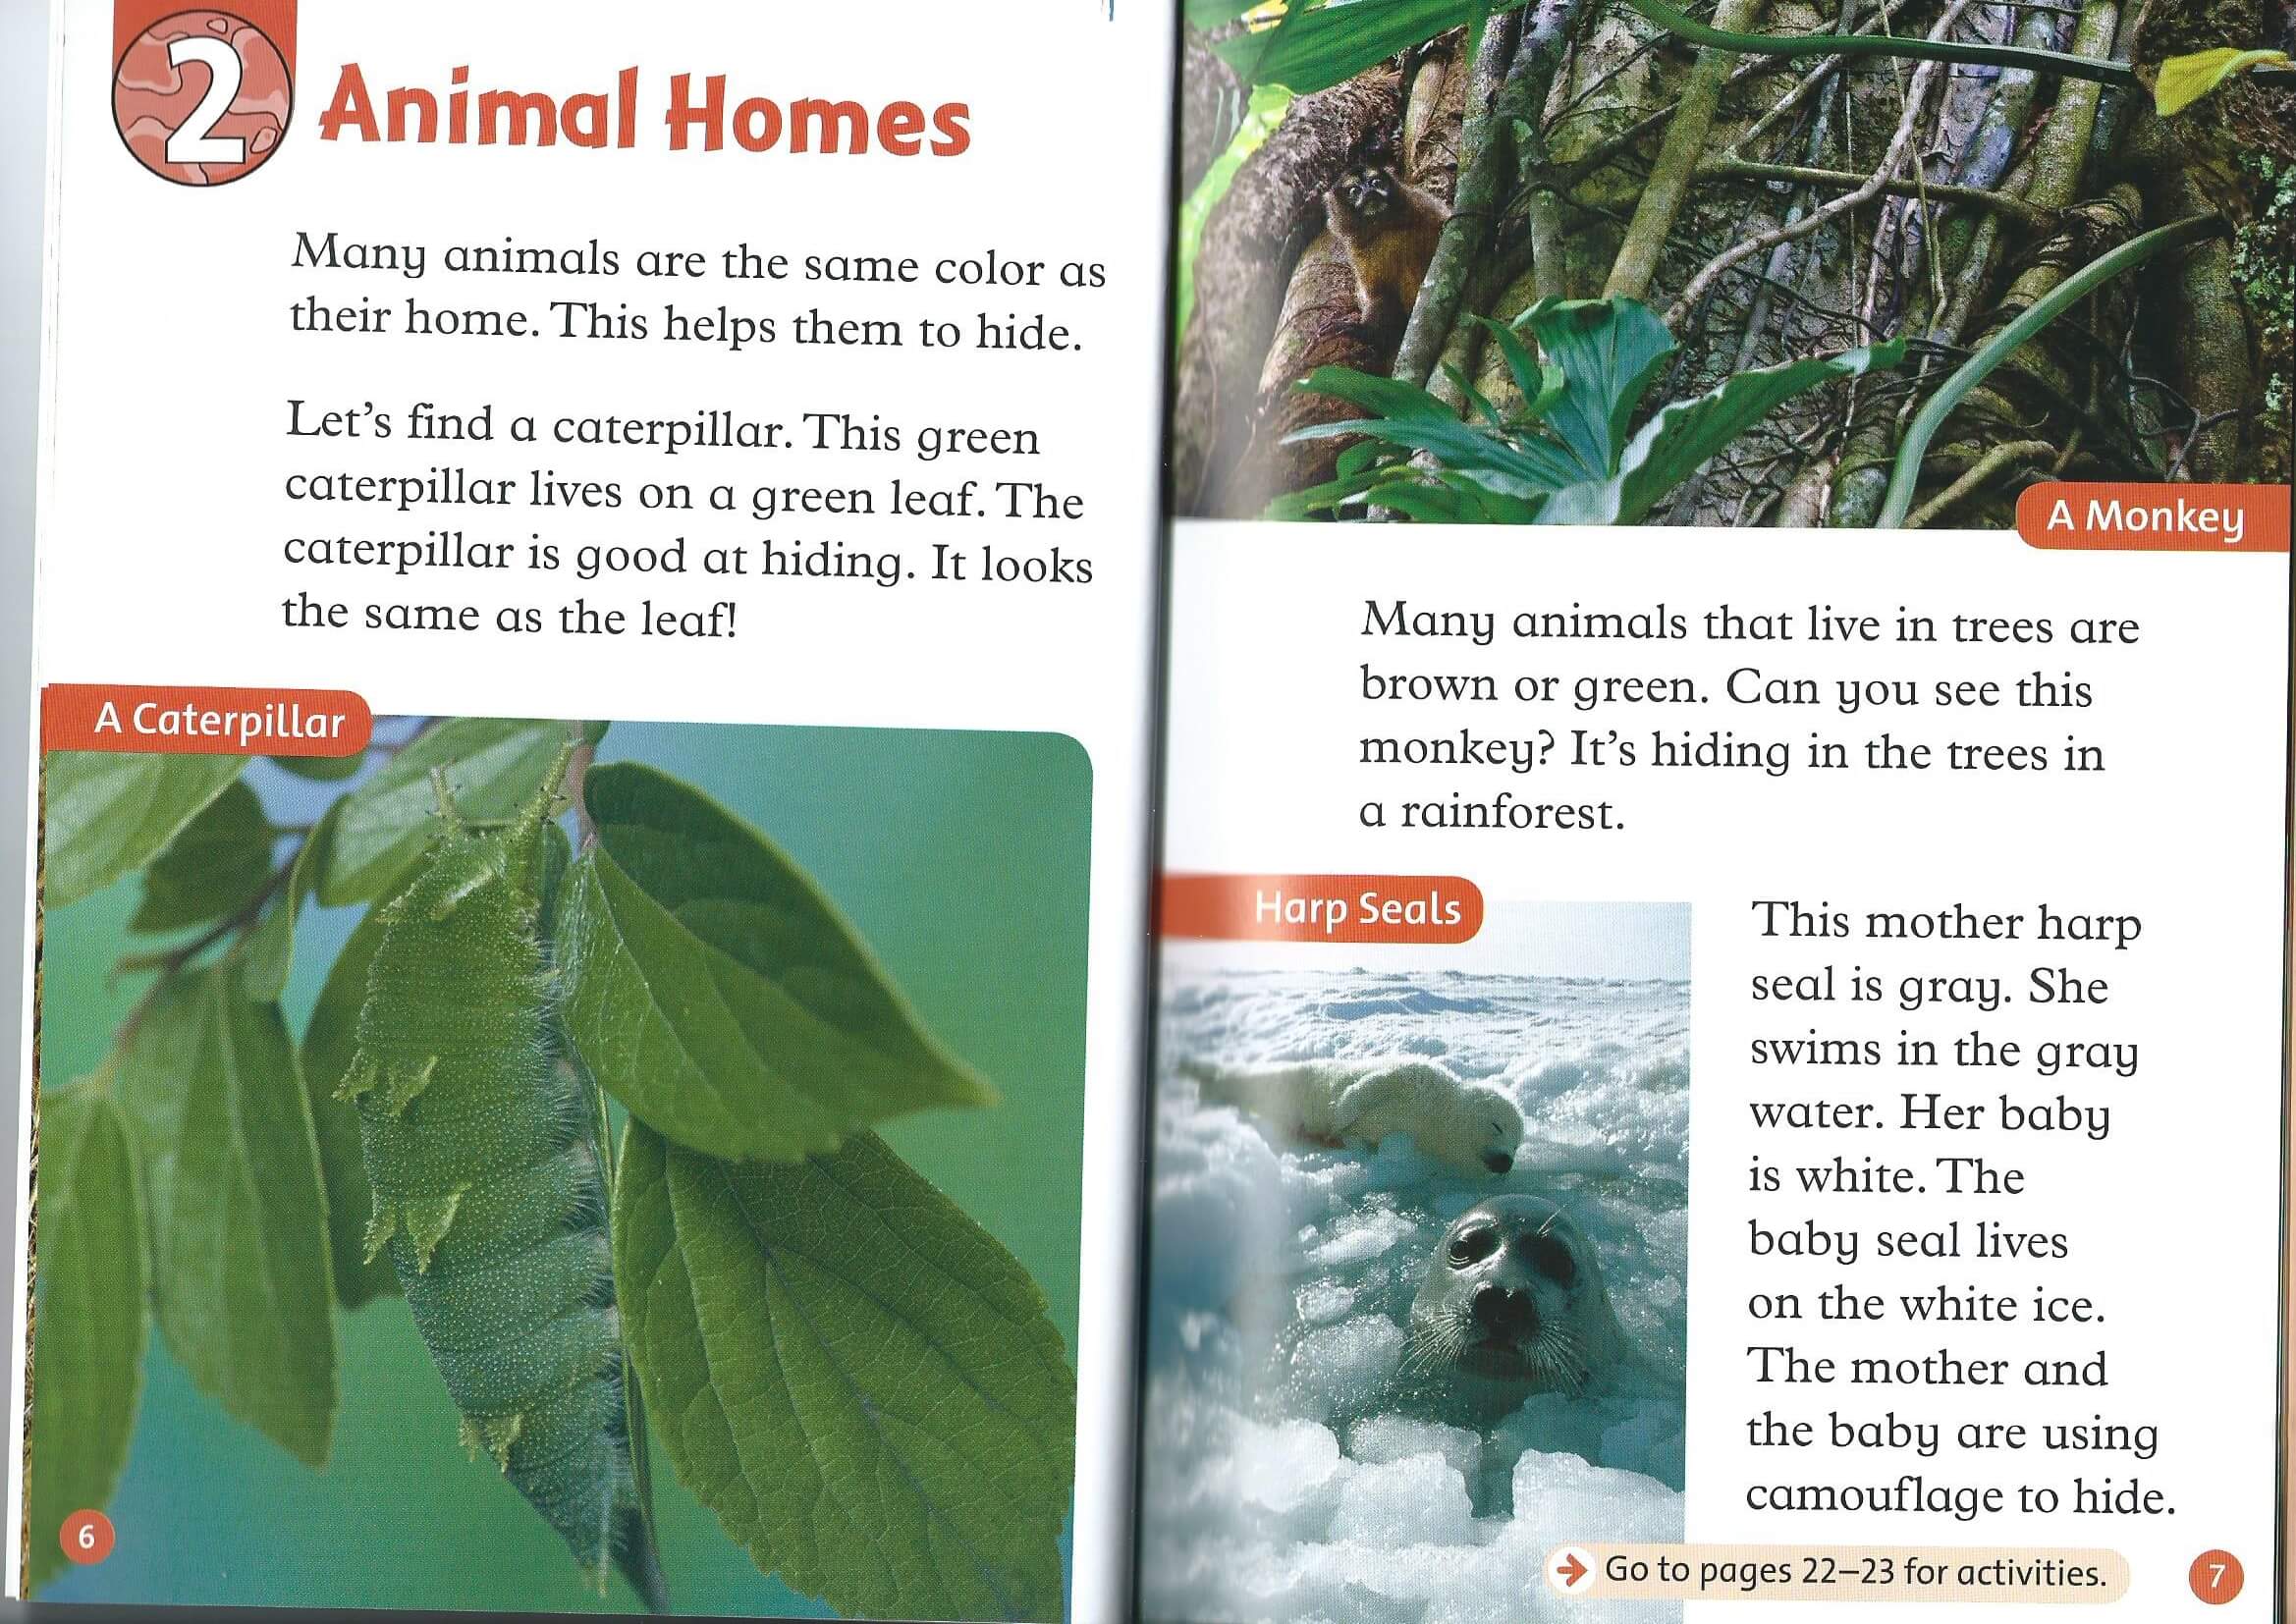 2 Animal Homes
Many animals are the same color as
their home. This helps them to hide.
Let's find a caterpillar. This green
caterpillar lives on a green leaf. The
caterpillar is good at hiding. It looks
the same as the leaf!
A Caterpillar
6
A Monkey
Many animals that live in trees are
brown or green. Can you see this
monkey? It's hiding in the trees in
a rainforest.
Harp Seals
This mother harp
seal is gray. She
swims in the gray
water. Her baby
is white. The
baby seal lives
on the white ice.
The mother and
the baby are using
camouflage to hide.
Go to pages 22–23 for activities.
7